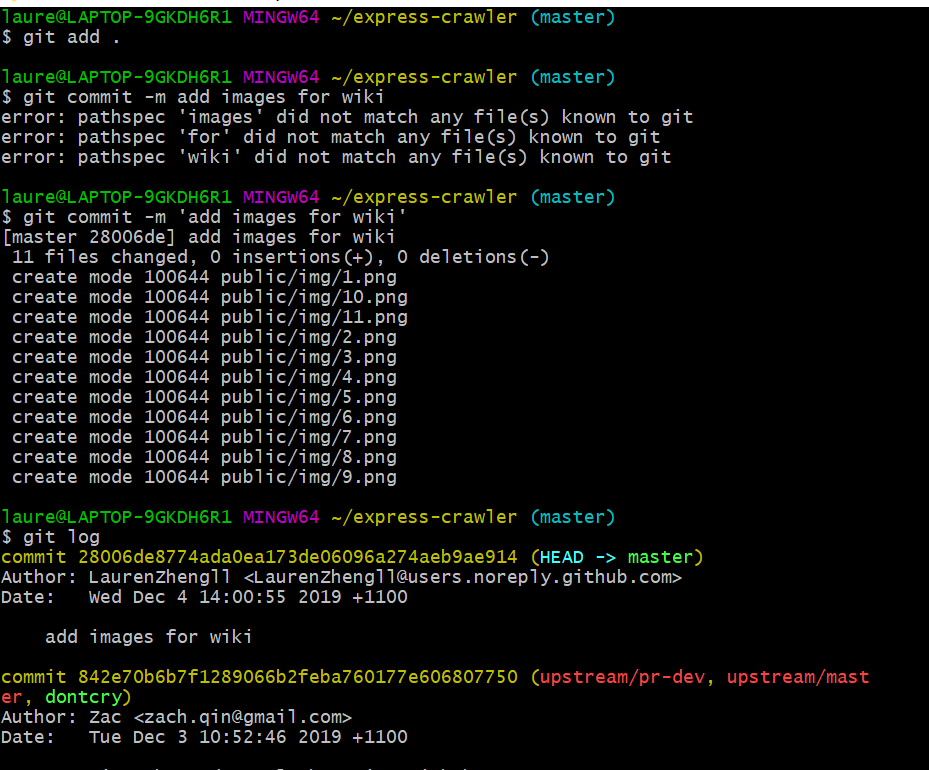 laure@LAPTOP-9GKDH6R1 MINGW64 ~/express-crawler (master)
$ git add .
laure@LAPTOP-9GKDH6R1 MINGW64 ~/express-crawler (master)
$ git commit -m add images for wiki
error: pathspec 'images' did not match any file(s) known to git
error: pathspec 'for' did not match any file(s) known to git
error: pathspec 'wiki' did not match any file(s) known to git
laure@LAPTOP-9GKDH6R1 MINGW64 ~/express-crawler (master)
$ git commit -m 'add images for wiki'
[master 28006de] add images for wiki
11 files changed, 0 insertions(+), 0 deletions(-)
create mode 100644 public/img/1.png
create mode 100644 public/img/10.png
create mode 100644 public/img/11.png
create mode 100644 public/img/2.png
create mode 100644 public/img/3.png
create mode 100644 public/img/4.png
create mode 100644 public/img/5.png
create mode 100644 public/img/6.png
create mode 100644 public/img/7.png
create mode 100644 public/img/8.png
create mode 100644 public/img/9.png
laure@LAPTOP-9GKDH6R1 MINGW64 ~/express-crawler (master)
$ git log
commit 28006de8774ada0ea173de06096a274aeb9ae914 (HEAD -> master)
Author: LaurenZhengll <LaurenZhengll@users.noreply.github.com>
Date:   Wed Dec 4 14:00:55 2019 +1100
add images for wiki
commit 842e70b6b7f1289066b2feba760177e606807750 (upstream/pr-dev, upstream/mast
er, dontcry)
Author: Zac <zach.qin@gmail.com>
Date:   Tue Dec 3 10:52:46 2019 +1100